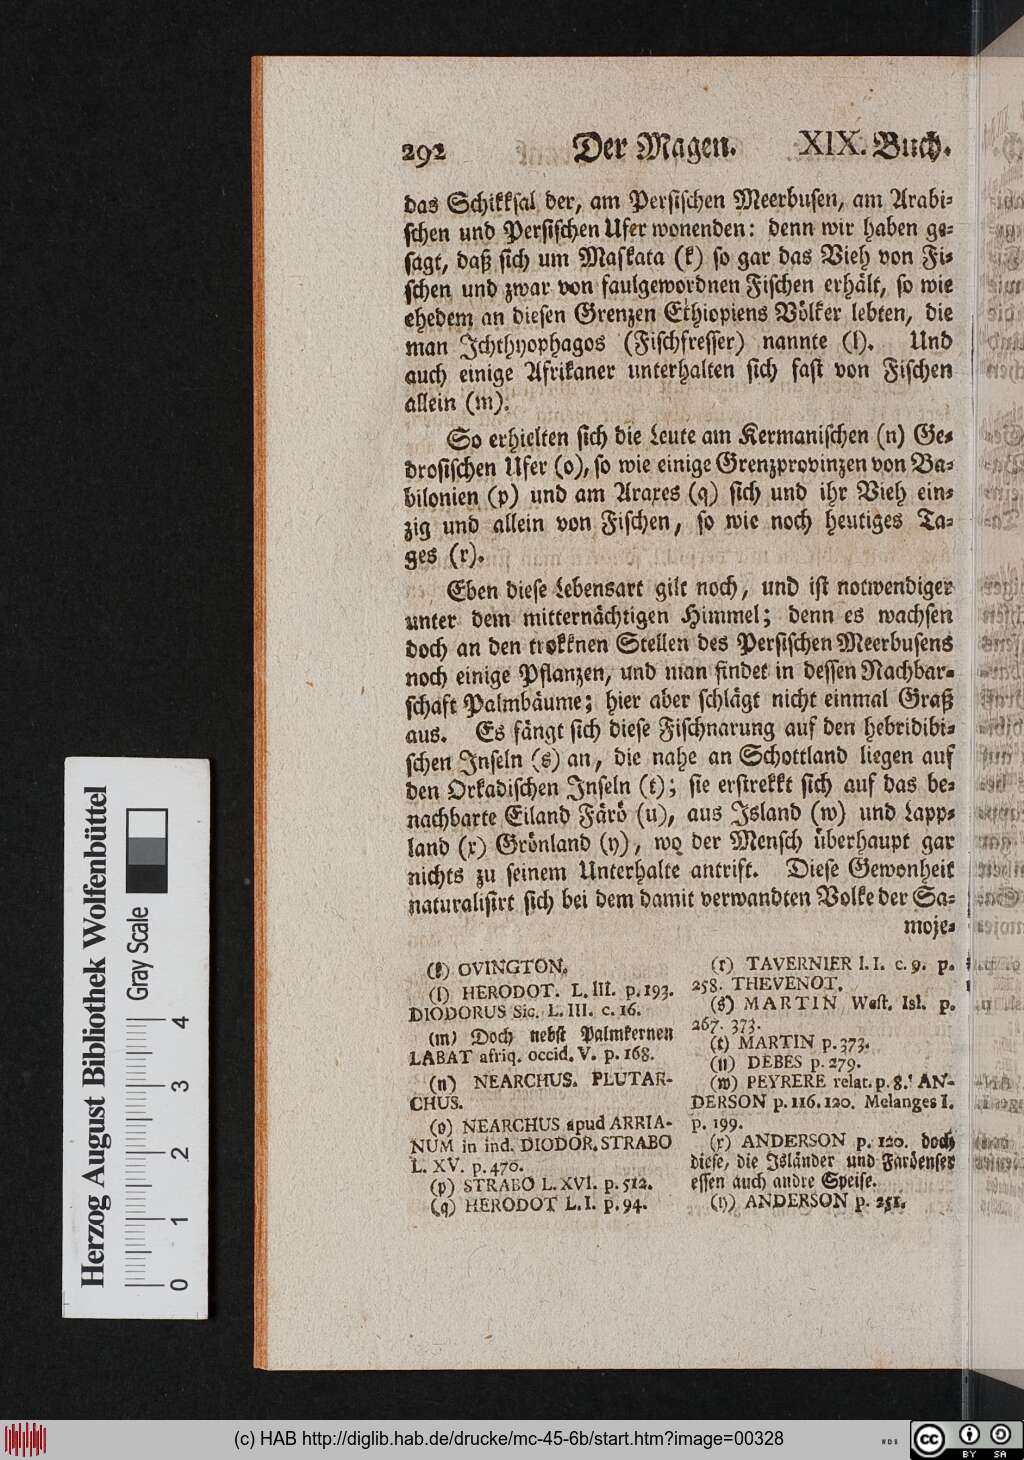 292 Der Magen. XIX. Buch.
das Schikksal der, am Persischen Meerbusen, am Arabi-
schen und Persischen Ufer wonenden: denn wir haben ge-
sagt, daß sich um Maskata (k) so gar das Vieh von Fi-
schen und zwar von faulgewordnen Fischen erhält, so wie
ehedem an diesen Grenzen Ethiopiens Völker lebten, die
man Ichthyophagos (Fischfresser) nannte (l). Und
auch einige Afrikaner unterhalten sich fast von Fischen
allein (m).
So erhielten sich die Leute am Kermanischen (n) Ge-
drosischen Ufer (o), so wie einige Grenzprovinzen von Ba-
bilonien (p) und am Araxes (q) sich und ihr Vieh ein-
zig und allein von Fischen, so wie noch heutiges Ta-
ges (r).
Eben diese Lebensart gilt noch, und ist notwendiger
unter dem mitternächtigen Himmel; denn es wachsen
doch an den trokknen Stellen des Persischen Meerbusens
noch einige Pflanzen, und man findet in dessen Nachbar-
schaft Palmbäume; hier aber schlägt nicht einmal Graß
aus. Es fängt sich diese Fischnarung auf den hebridibi-
schen Inseln (s) an, die nahe an Schottland liegen auf
den Orkadischen Inseln (t); sie erstrekkt sich auf das be-
nachbarte Eiland Färö (u), aus Island (w) und Lapp-
land (x) Grönland (y), wo der Mensch überhaupt gar
nichts zu seinem Unterhalte antrift. Diese Gewonheit
naturalisirt sich bei dem damit verwandten Volke der Sa-
moje-
(k) OVINGTON.
(l) HERODOT. L. III. p. 193.
DIODORUS Sic. L. III. c. 16.
(m) Doch nebst Palmkernen
LABAT afriq. occid. V. p. 168.
(n) NEARCHUS. PLUTAR-
CHUS.
(o) NEARCHUS apud ARRIA-
NUM in ind. DIODOR. STRABO
L. XV. p. 476.
(p) STRABO L. XVI. p. 512.
(q) HERODOT L. I. p. 94.
(r) TAVERNIER l. I. c. 9. p.
258. THEVENOT.
(s) MARTIN West. Isl. p.
267. 373.
(t) MARTIN p. 373.
(u) DEBES p. 279.
(w) PEYRERE relat. p. 8. AN-
DERSON p. 116. 120. Melanges I.
p. 199.
(x) ANDERSON p. 120. doch
diese, die Isländer und Faröenser
essen auch andre Speise.
(y) ANDERSON p. 251.
Herzog August Bibliothek Wolfenbüttel
Gray Scale
0 1 2 3 4
(c) HAB http://diglib.hab.de/drucke/mc-45-6b/start.htm?image=00328
WDB
cc BY SA